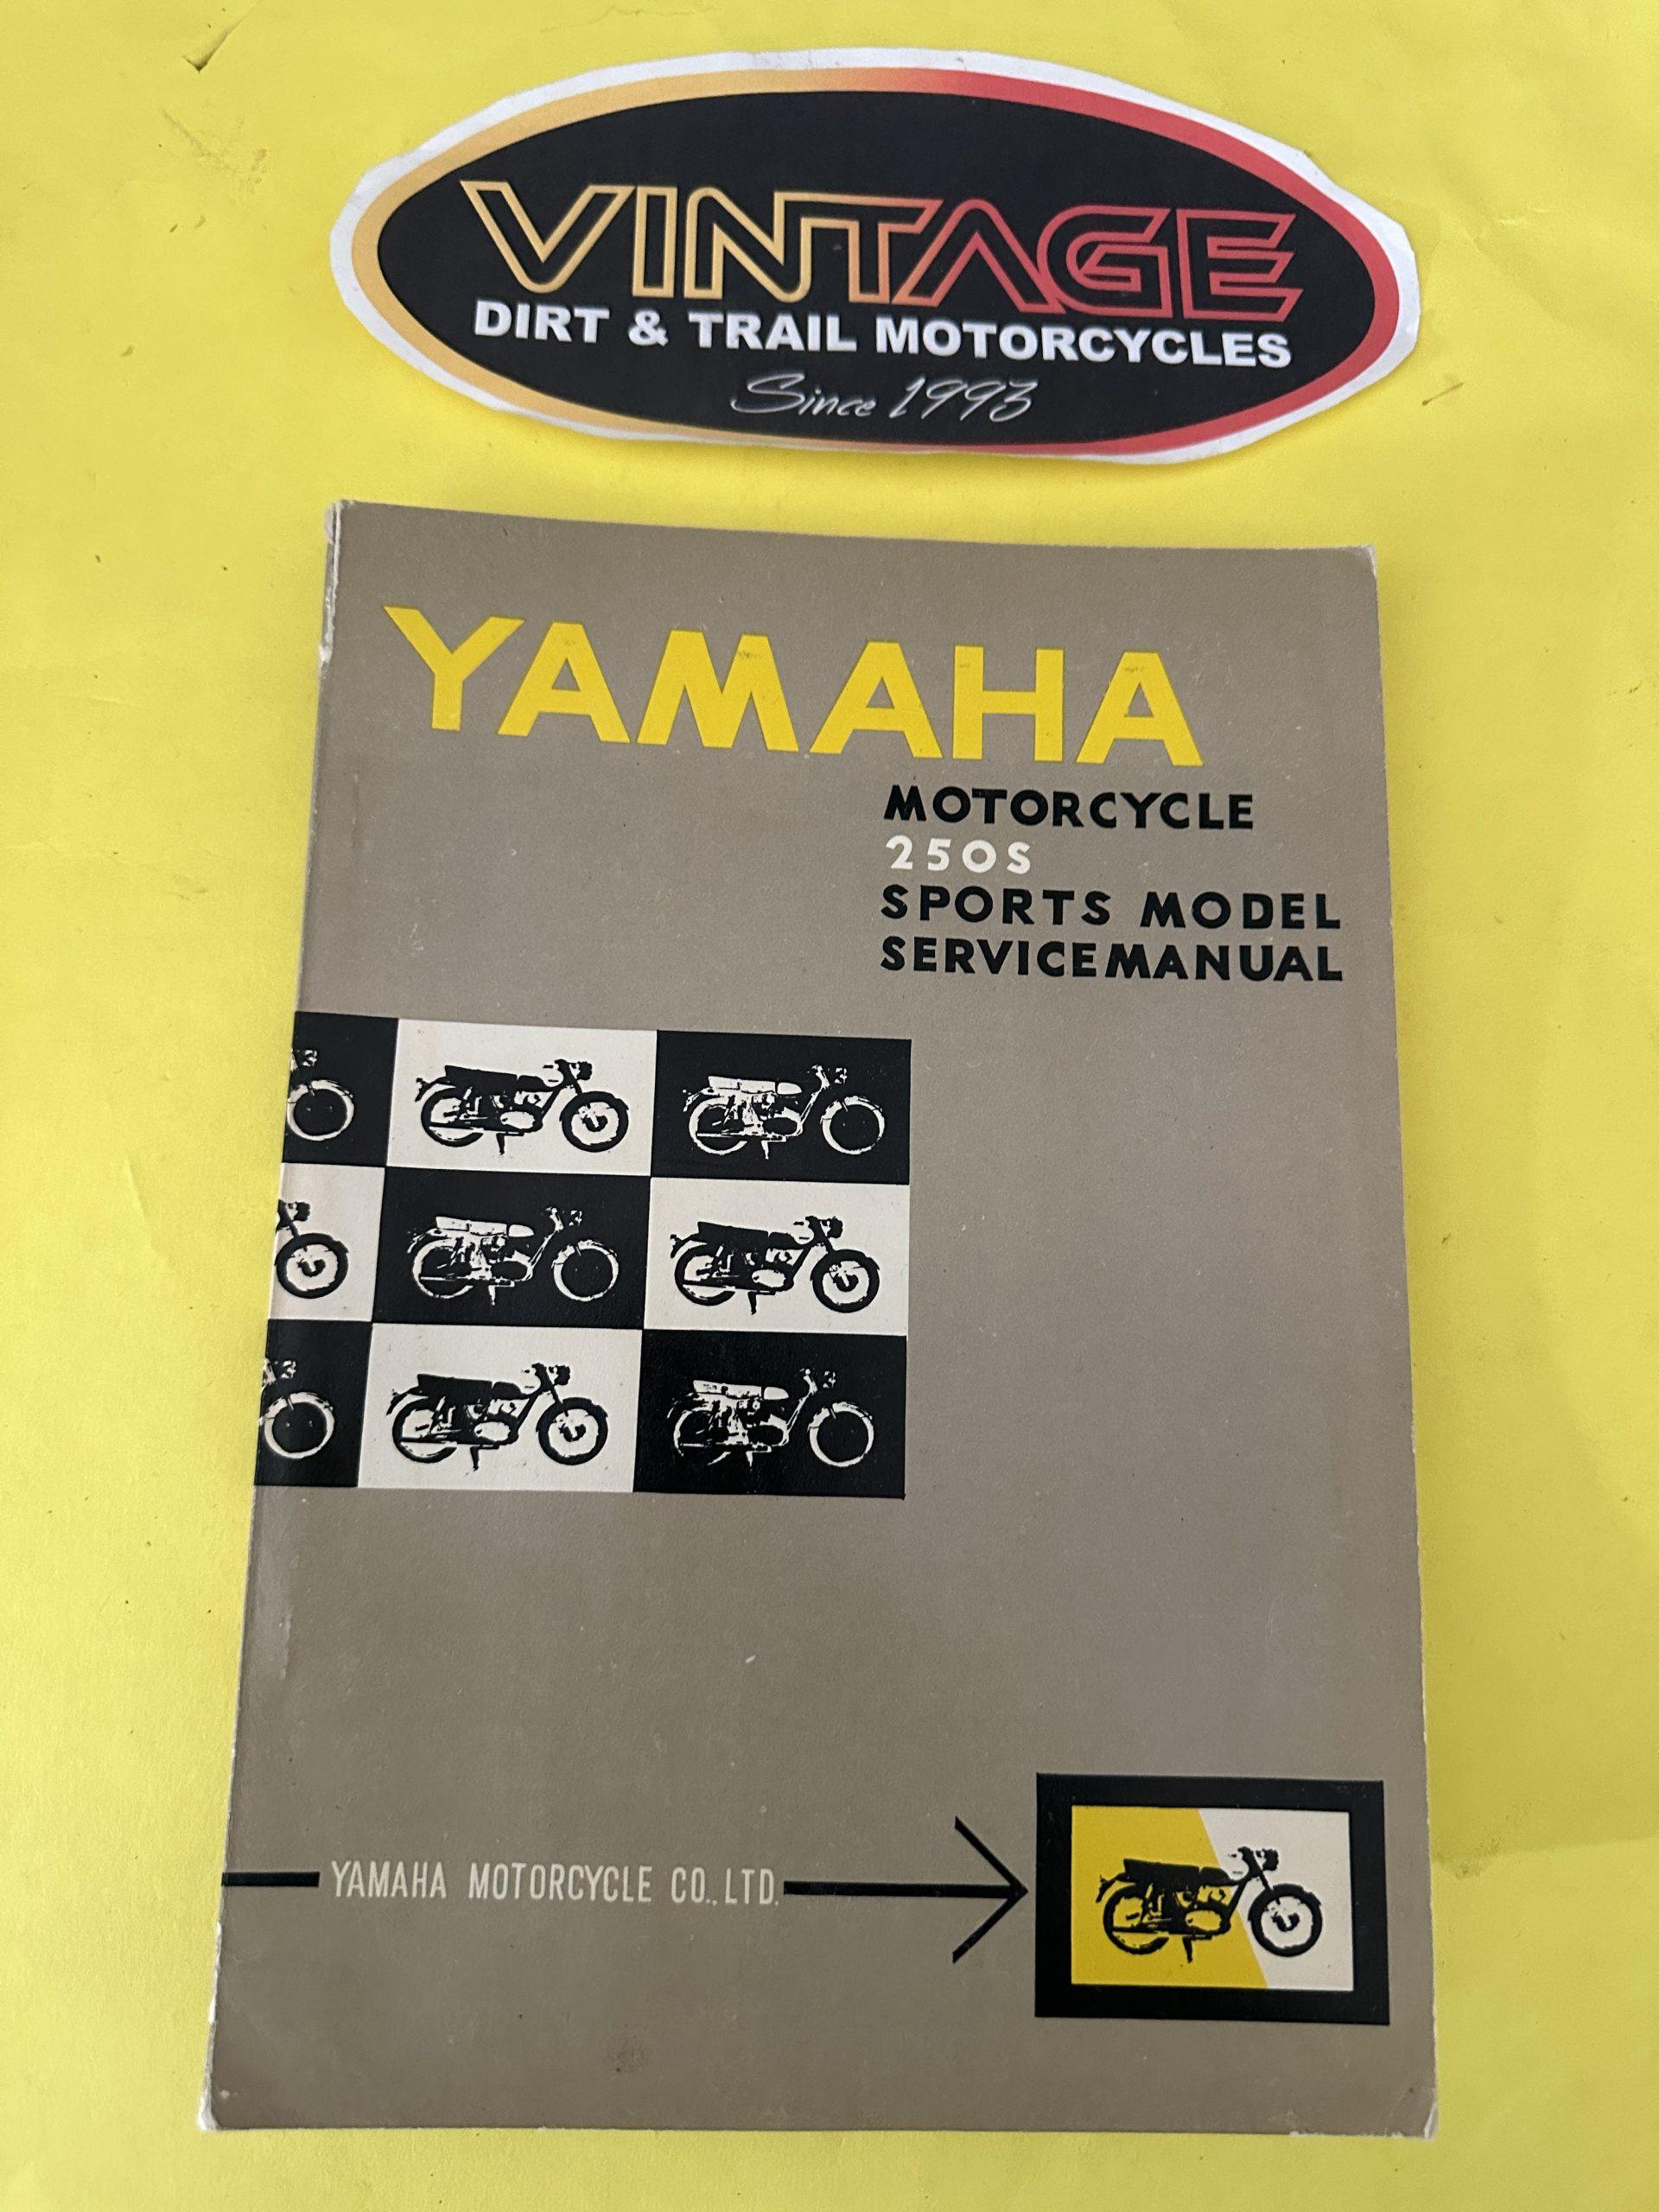 VINTAGE
DIRT & TRAIL MOTORCYCLES
Since 1993
YAMAHA
MOTORCYCLE
250S
SPORTS MODEL
SERVICEMANUAL
YAMAHA MOTORCYCLE CO., LTD.